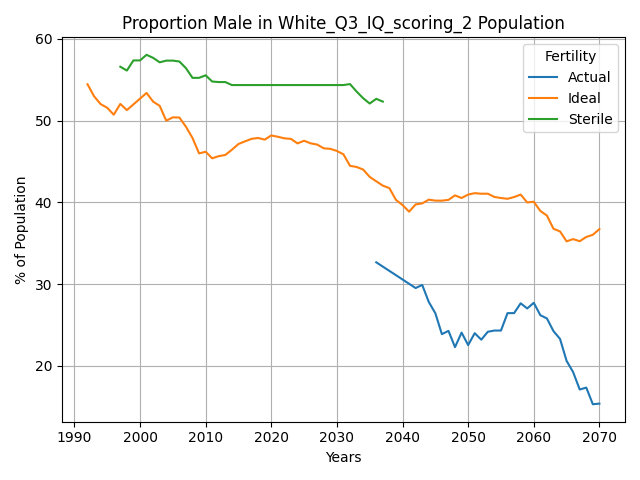 Proportion Male in White_Q3_IQ_scoring_2 Population
Fertility
Actual
Ideal
Sterile
% of Population
60
50
40
30
20
1990 2000 2010 2020 2030 2040 2050 2060 2070
Years